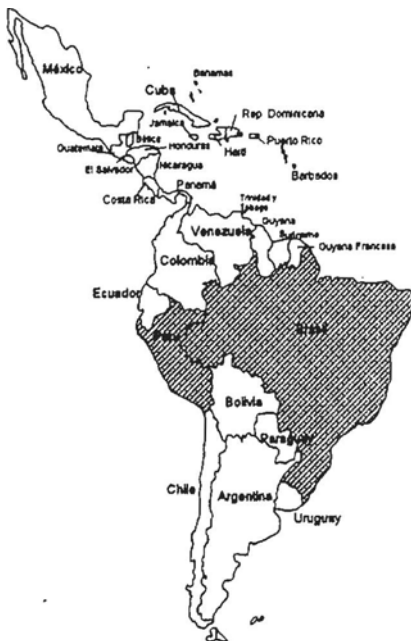 México
Bahamas
Cuba
Jamaica
Rep. Dominicana
Haití
Puerto Rico
Belice
Honduras
Guatemala
El Salvador
Nicaragua
Barbados
Costa Rica
Panamá
Trinidad y
Tobago
Guyana
Suriname
Guyana Francesa
Venezuela
Colombia
Ecuador
Perú
Brasil
Bolivia
Paraguay
Chile
Argentina
Uruguay